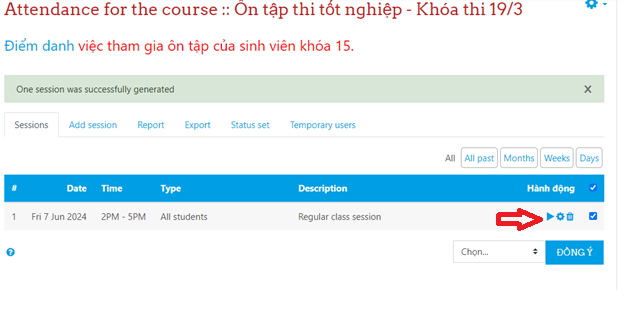 Attendance for the course :: Ôn tập thi tốt nghiệp - Khóa thi 19/3
Điểm danh việc tham gia ôn tập của sinh viên khóa 15.
One session was successfully generated x
Sessions Add session Report Export Status set Temporary users
All All past Months Weeks Days
# Date Time Type Description Hành động
1 Fri 7 Jun 2024 2PM - 5PM All students Regular class session
Chọn... ĐỒNG Ý